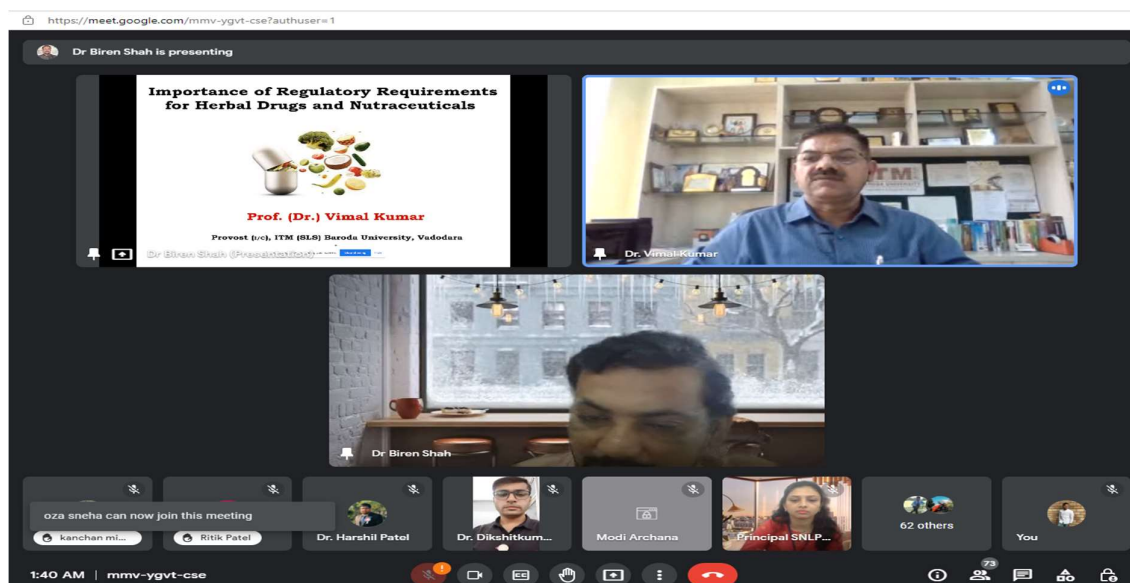 https://meet.google.com/mmv-ygvt-cse?authuser=1
Dr Biren Shah is presenting
Importance of Regulatory Requirements
for Herbal Drugs and Nutraceuticals
Prof. (Dr.) Vimal Kumar
Provost (I/C), ITM (SLS) Baroda University, Vadodara
Dr Biren Shah (Presentation)
Dr. Vimal Kumar
Dr Biren Shah
oza sneha can now join this meeting
kanchan mi...
Ritik Patel
Dr. Harshil Patel
Dr. Dikshitkum...
Modi Archana
Principal SNLP...
62 others
You
1:40 AM | mmv-ygvt-cse
73